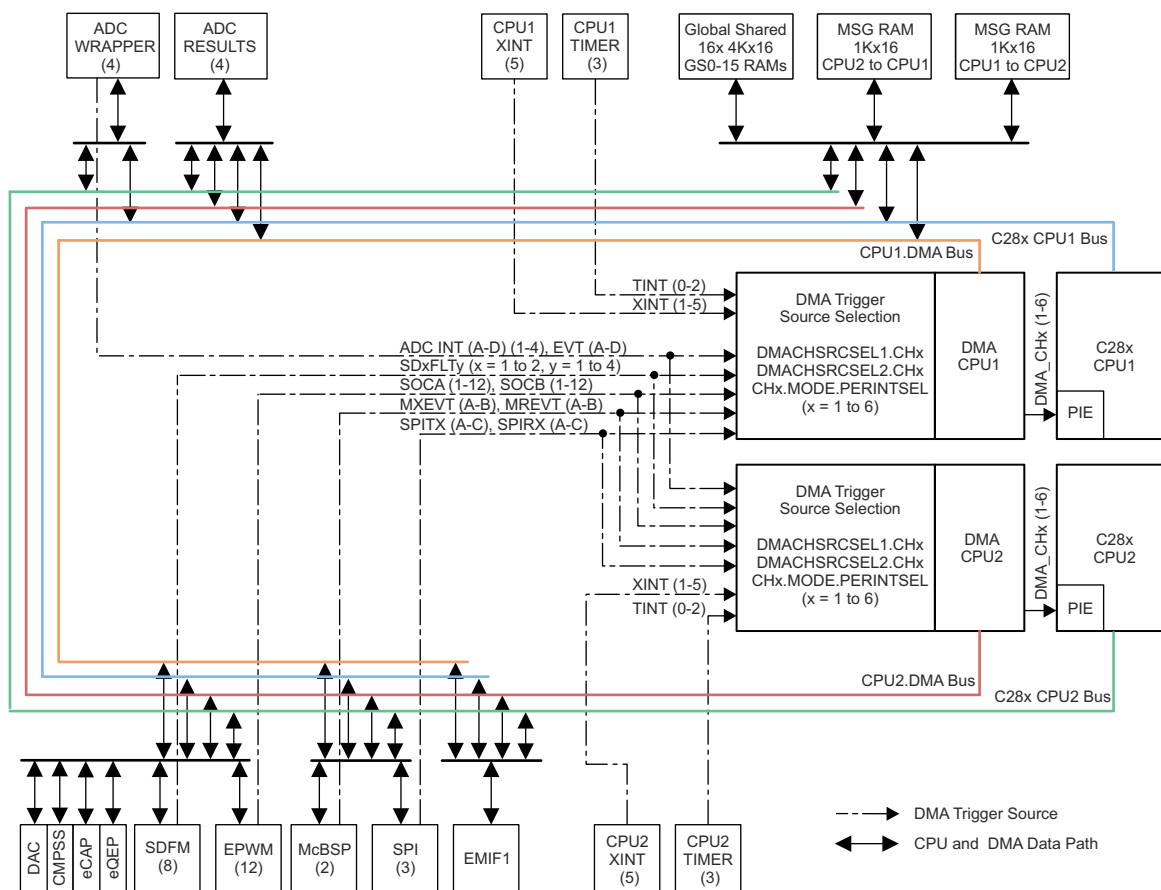 ADC
WRAPPER
(4)
ADC
RESULTS
(4)
CPU1
XINT
(5)
CPU1
TIMER
(3)
Global Shared
16x 4Kx16
GS0-15 RAMs
MSG RAM
1Kx16
CPU2 to CPU1
MSG RAM
1Kx16
CPU1 to CPU2
C28x CPU1 Bus
CPU1.DMA Bus
TINT (0-2)
XINT (1-5)
ADC INT (A-D) (1-4), EVT (A-D)
SDxFLTy (x = 1 to 2, y = 1 to 4)
SOCA (1-12), SOCB (1-12)
MXEVT (A-B), MREVT (A-B)
SPITX (A-C), SPIRX (A-C)
DMA Trigger
Source Selection
DMACHSRCSEL1.CHx
DMACHSRCSEL2.CHx
CHx.MODE.PERINTSEL
(x = 1 to 6)
DMA
CPU1
DMA_CHx (1-6)
C28x
CPU1
PIE
DMA Trigger
Source Selection
DMACHSRCSEL1.CHx
DMACHSRCSEL2.CHx
CHx.MODE.PERINTSEL
(x = 1 to 6)
DMA
CPU2
DMA_CHx (1-6)
C28x
CPU2
PIE
XINT (1-5)
TINT (0-2)
CPU2.DMA Bus
C28x CPU2 Bus
DAC
CMPSS
eCAP
eQEP
SDFM
(8)
EPWM
(12)
McBSP
(2)
SPI
(3)
EMIF1
CPU2
XINT
(5)
CPU2
TIMER
(3)
DMA Trigger Source
CPU and DMA Data Path